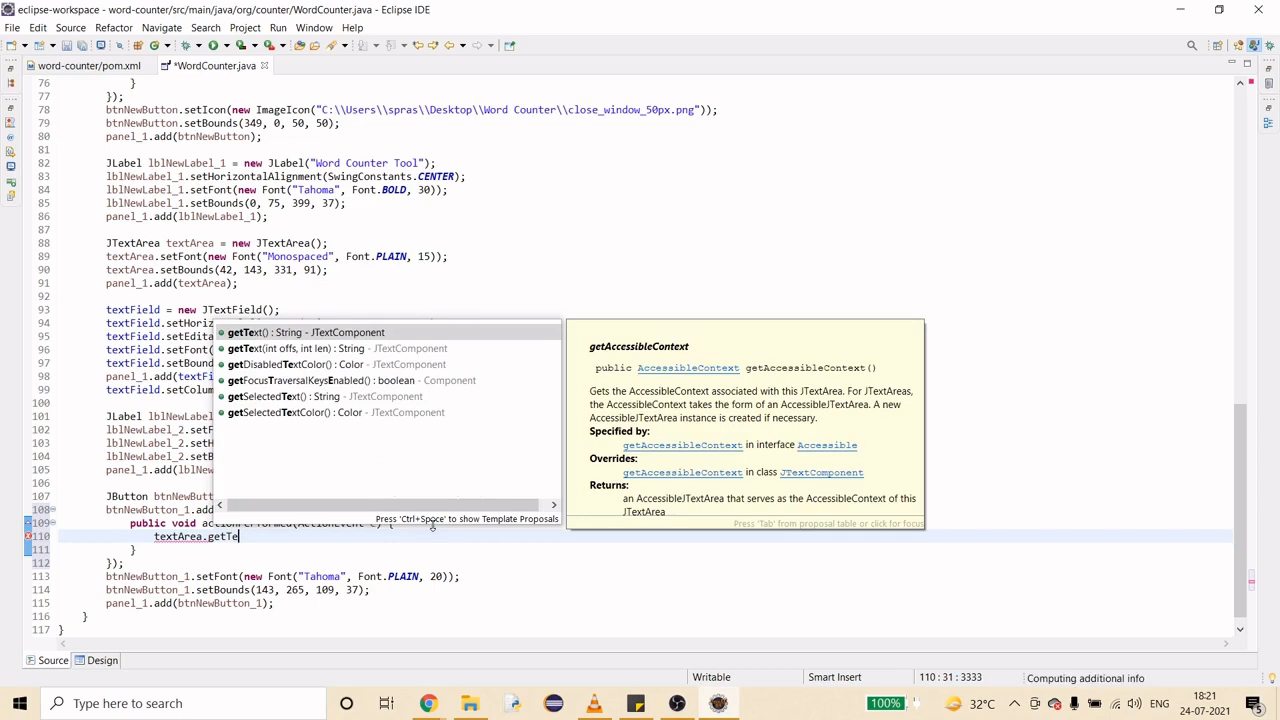 eclipse-workspace - word-counter/src/main/java/org/counter/WordCounter.java - Eclipse IDE
File Edit Source Refactor Navigate Search Project Run Window Help
word-counter/pom.xml *WordCounter.java
76 }
77 });
78 btnNewButton.setIcon(new ImageIcon("C:\\Users\\spras\\Desktop\\Word Counter\\close_window_50px.png"));
79 btnNewButton.setBounds(349, 0, 50, 50);
80 panel_1.add(btnNewButton);
81
82 JLabel lblNewLabel_1 = new JLabel("Word Counter Tool");
83 lblNewLabel_1.setHorizontalAlignment(SwingConstants.CENTER);
84 lblNewLabel_1.setFont(new Font("Tahoma", Font.BOLD, 30));
85 lblNewLabel_1.setBounds(0, 75, 399, 37);
86 panel_1.add(lblNewLabel_1);
87
88 JTextArea textArea = new JTextArea();
89 textArea.setFont(new Font("Monospaced", Font.PLAIN, 15));
90 textArea.setBounds(42, 143, 331, 91);
91 panel_1.add(textArea);
92
93 textField = new JTextField();
94 textField.setHoriz
95 textField.setEdita
96 textField.setFont(
97 textField.setBound
98 panel_1.add(textFi
99 textField.setColum
100
101 JLabel lblNewLabel
102 lblNewLabel_2.setF
103 lblNewLabel_2.setH
104 lblNewLabel_2.setB
105 panel_1.add(lblNew
106
107 JButton btnNewButt
108 btnNewButton_1.add
109 public void actionPerformed(ActionEvent e) {
110 textArea.getTe
111 }
112 });
113 btnNewButton_1.setFont(new Font("Tahoma", Font.PLAIN, 20));
114 btnNewButton_1.setBounds(143, 265, 109, 37);
115 panel_1.add(btnNewButton_1);
116 }
117 }
getText() : String - JTextComponent
getText(int offs, int len) : String - JTextComponent
getDisabledTextColor() : Color - JTextComponent
getFocusTraversalKeysEnabled() : boolean - Component
getSelectedText() : String - JTextComponent
getSelectedTextColor() : Color - JTextComponent
Press 'Ctrl+Space' to show Template Proposals
getAccessibleContext
public AccessibleContext getAccessibleContext()
Gets the AccessibleContext associated with this JTextArea. For JTextAreas,
the AccessibleContext takes the form of an AccessibleJTextArea. A new
AccessibleJTextArea instance is created if necessary.
Specified by:
getAccessibleContext in interface Accessible
Overrides:
getAccessibleContext in class JTextComponent
Returns:
an AccessibleJTextArea that serves as the AccessibleContext of this
JTextArea
Press 'Tab' from proposal table or click for focus
Source Design
Writable Smart Insert 110 : 31 : 3333 Computing additional info
Type here to search
100% 32°C
18:21
24-07-2021
5